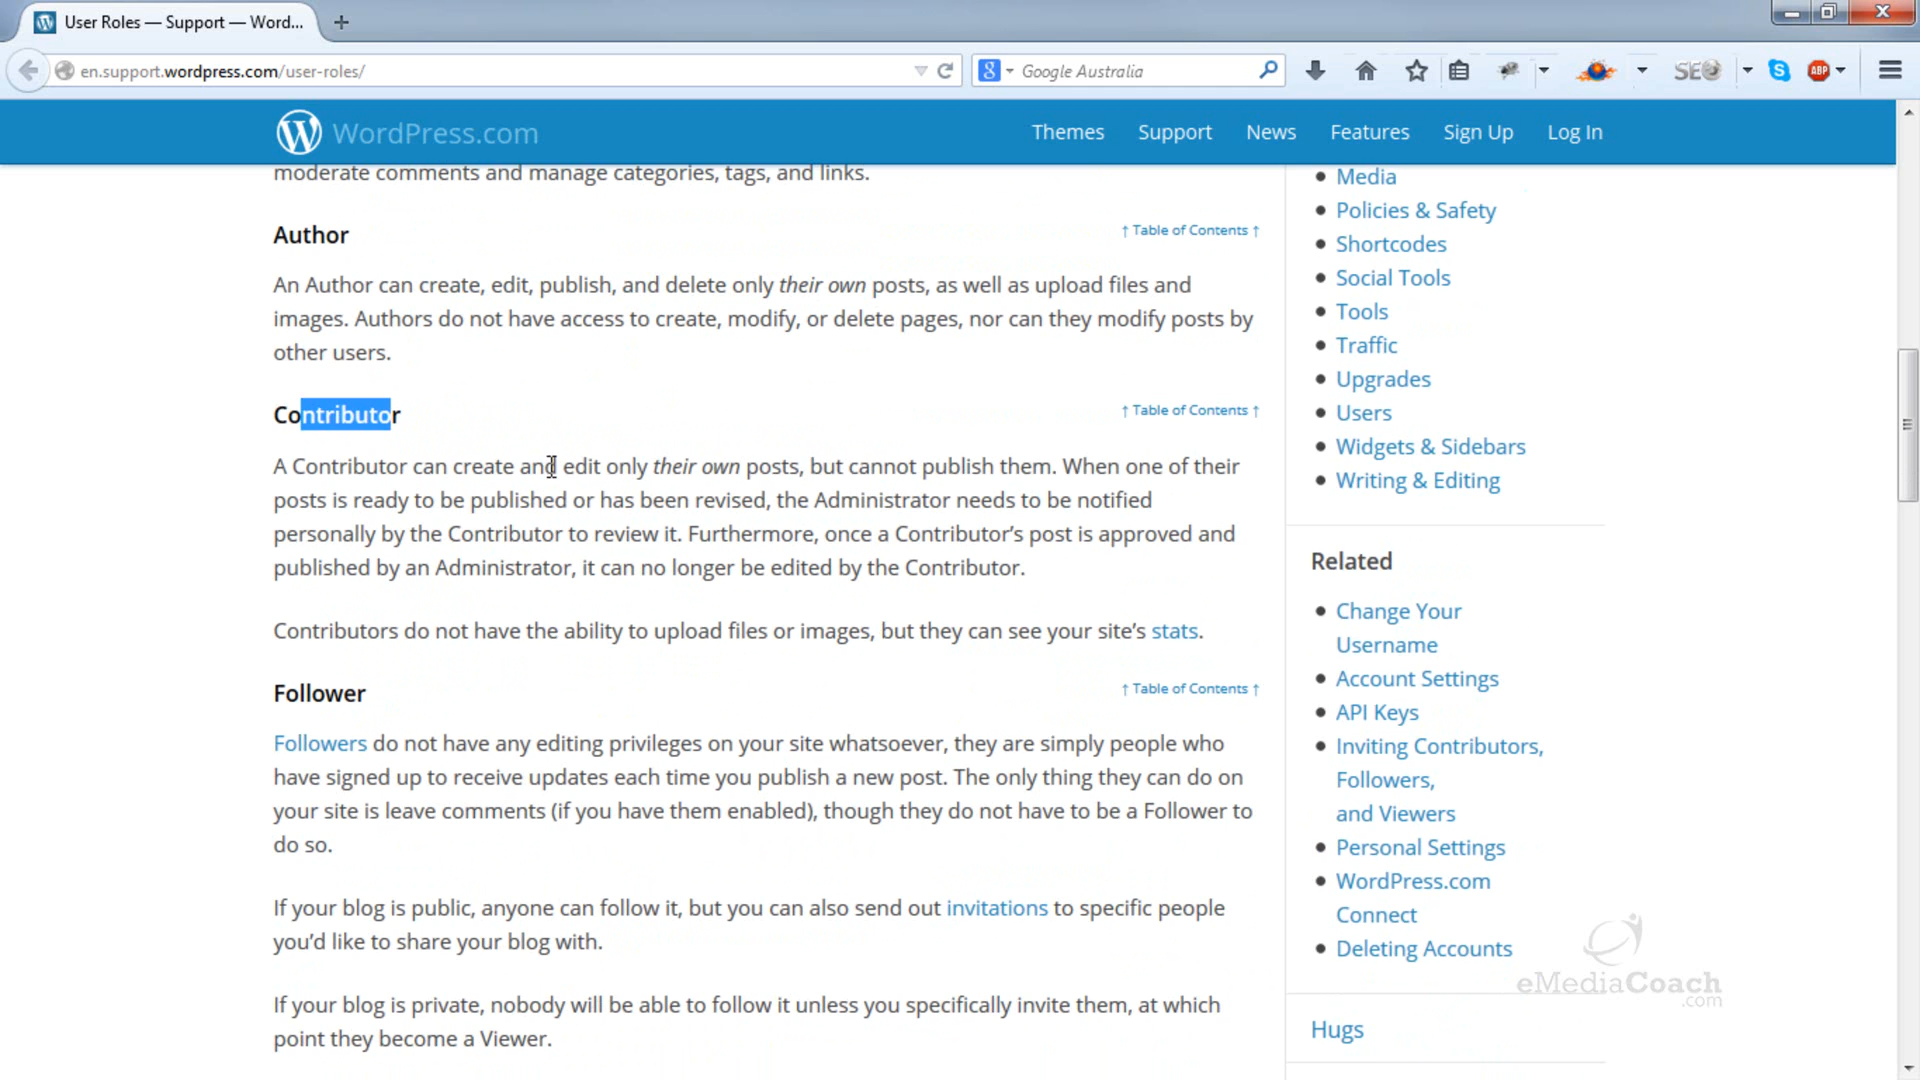 User Roles — Support — Word...
en.support.wordpress.com/user-roles/
Google Australia
SEO
ABP
WordPress.com
Themes
Support
News
Features
Sign Up
Log In
moderate comments and manage categories, tags, and links.
Author
↑ Table of Contents ↑
An Author can create, edit, publish, and delete only their own posts, as well as upload files and
images. Authors do not have access to create, modify, or delete pages, nor can they modify posts by
other users.
Contributor
↑ Table of Contents ↑
A Contributor can create and edit only their own posts, but cannot publish them. When one of their
posts is ready to be published or has been revised, the Administrator needs to be notified
personally by the Contributor to review it. Furthermore, once a Contributor’s post is approved and
published by an Administrator, it can no longer be edited by the Contributor.
Contributors do not have the ability to upload files or images, but they can see your site’s stats.
Follower
↑ Table of Contents ↑
Followers do not have any editing privileges on your site whatsoever, they are simply people who
have signed up to receive updates each time you publish a new post. The only thing they can do on
your site is leave comments (if you have them enabled), though they do not have to be a Follower to
do so.
If your blog is public, anyone can follow it, but you can also send out invitations to specific people
you’d like to share your blog with.
If your blog is private, nobody will be able to follow it unless you specifically invite them, at which
point they become a Viewer.
Media
Policies & Safety
Shortcodes
Social Tools
Tools
Traffic
Upgrades
Users
Widgets & Sidebars
Writing & Editing
Related
Change Your
Username
Account Settings
API Keys
Inviting Contributors,
Followers,
and Viewers
Personal Settings
WordPress.com
Connect
Deleting Accounts
Hugs
eMediaCoach
.com